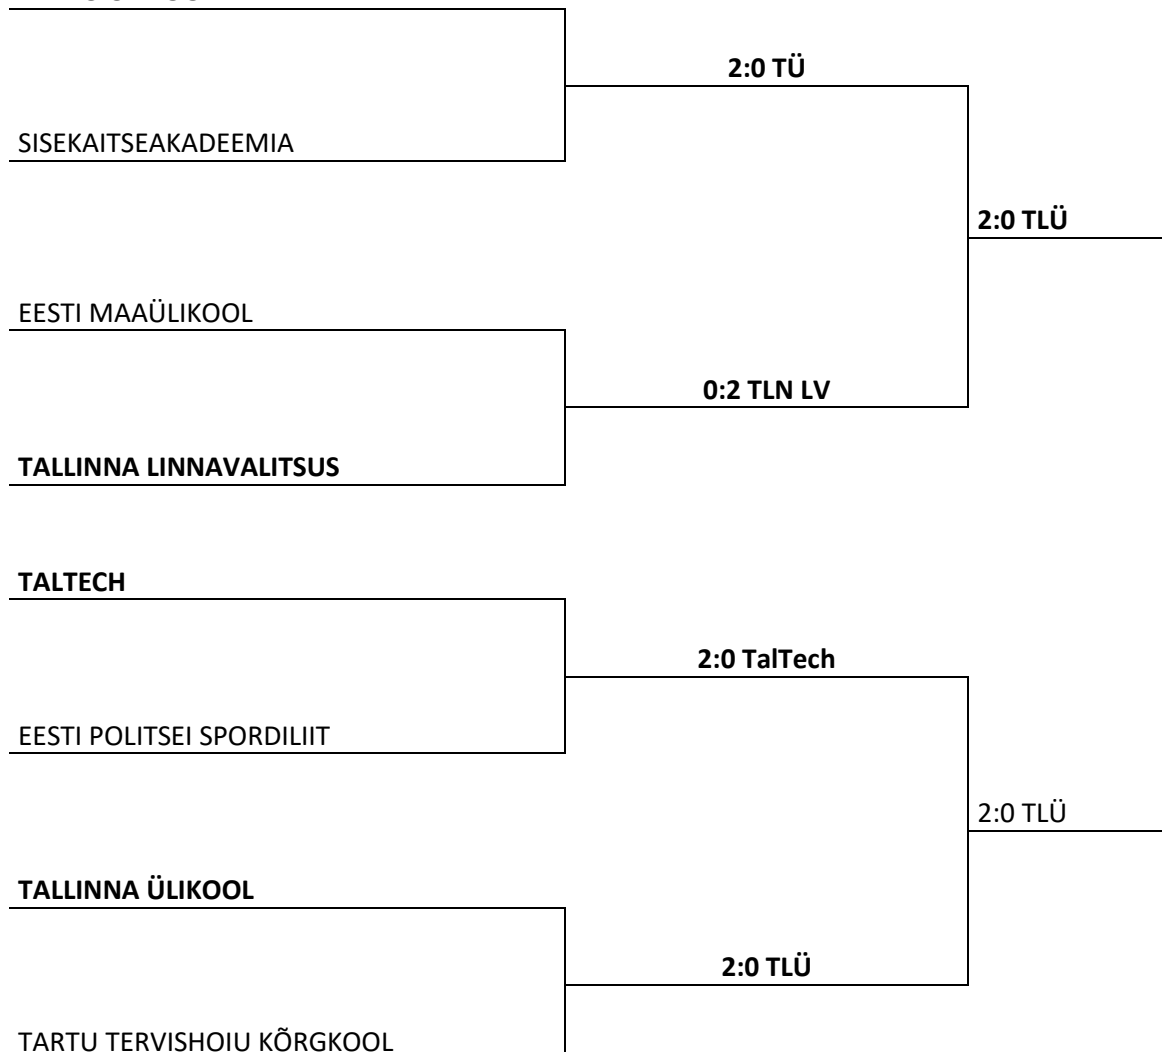 2:0 TÜ
SISEKAITSEAKADEEMIA
2:0 TLÜ
EESTI MAAÜLIKOOL
0:2 TLN LV
TALLINNA LINNAVALITSUS
TALTECH
2:0 TalTech
EESTI POLITSEI SPORDILIIT
2:0 TLÜ
TALLINNA ÜLIKOOL
2:0 TLÜ
TARTU TERVISHOIU KÕRGKOOL